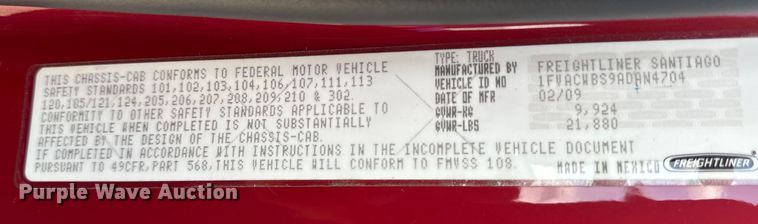 THIS CHASSIS-CAB CONFORMS TO FEDERAL MOTOR VEHICLE
SAFETY STANDARDS 101,102,103,104,106,107,111,113
120,105/121,124,205,206,207,208,209,210 & 302.
CONFORMITY TO OTHER SAFETY STANDARDS APPLICABLE TO
THIS VEHICLE WHEN COMPLETED IS NOT SUBSTANTIALLY
AFFECTED BY THE DESIGN OF THE CHASSIS-CAB.
IF COMPLETED IN ACCORDANCE WITH INSTRUCTIONS IN THE INCOMPLETE VEHICLE DOCUMENT
PURSUANT TO 49CFR,PART 568,THIS VEHICLE WILL CONFORM TO FMVSS 108.
TYPE: TRUCK
MANUFACTURED BY FREIGHTLINER SANTIAGO
VEHICLE ID NO 1FVACWBS9ADAN4704
DATE OF MFR 02/09
GVWR-KG 9,924
GVWR-LBS 21,880
MADE IN MEXICO
FREIGHTLINER
Purple Wave Auction